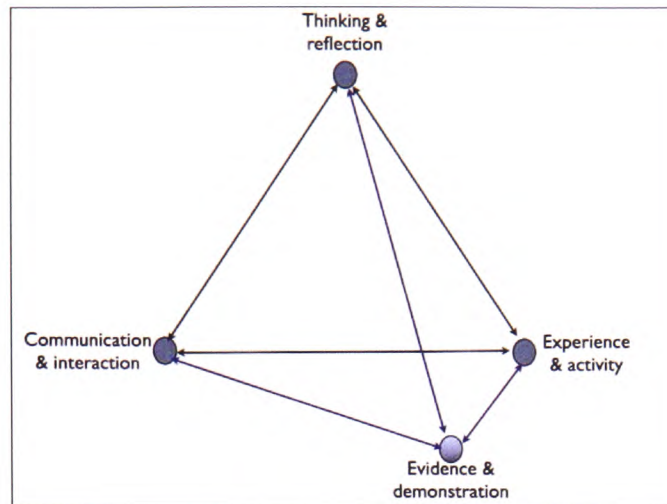 Thinking &
reflection
Communication
& interaction
Experience
& activity
Evidence &
demonstration